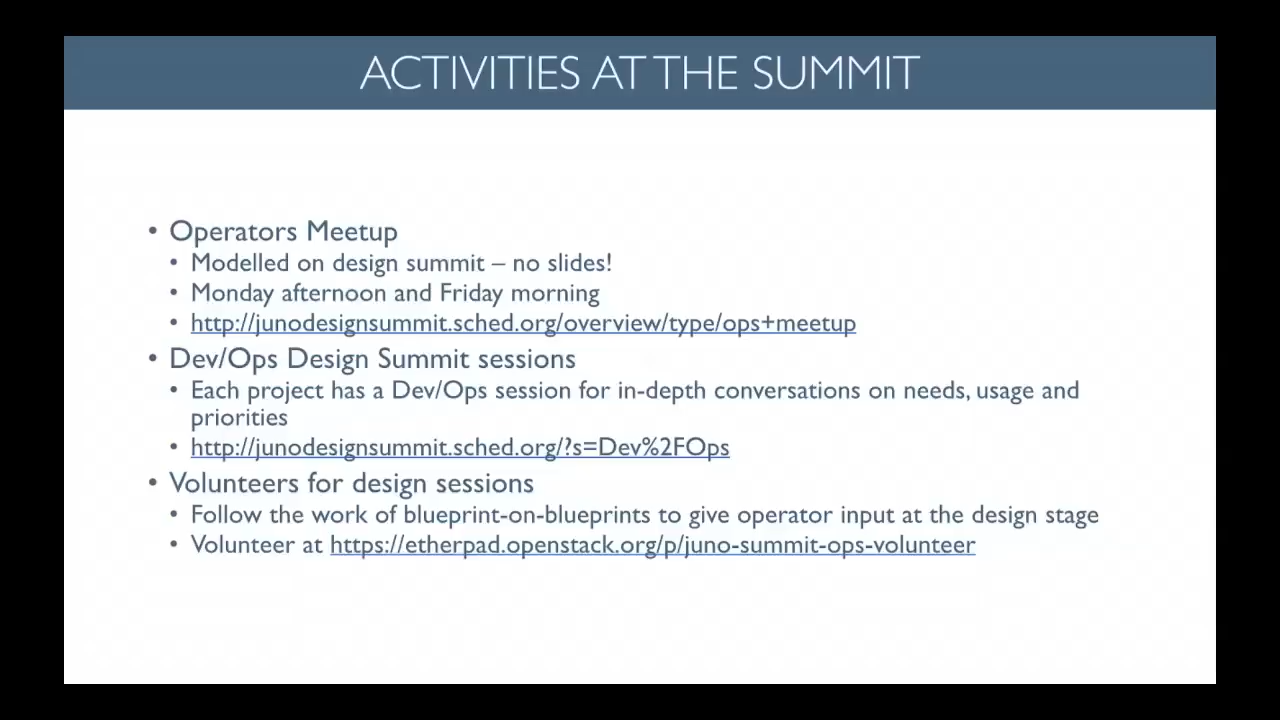 ACTIVITIES AT THE SUMMIT
• Operators Meetup
• Modelled on design summit – no slides!
• Monday afternoon and Friday morning
• http://junodesignsummit.sched.org/overview/type/ops+meetup
• Dev/Ops Design Summit sessions
• Each project has a Dev/Ops session for in-depth conversations on needs, usage and
priorities
• http://junodesignsummit.sched.org/?s=Dev%2FOps
• Volunteers for design sessions
• Follow the work of blueprint-on-blueprints to give operator input at the design stage
• Volunteer at https://etherpad.openstack.org/p/juno-summit-ops-volunteer